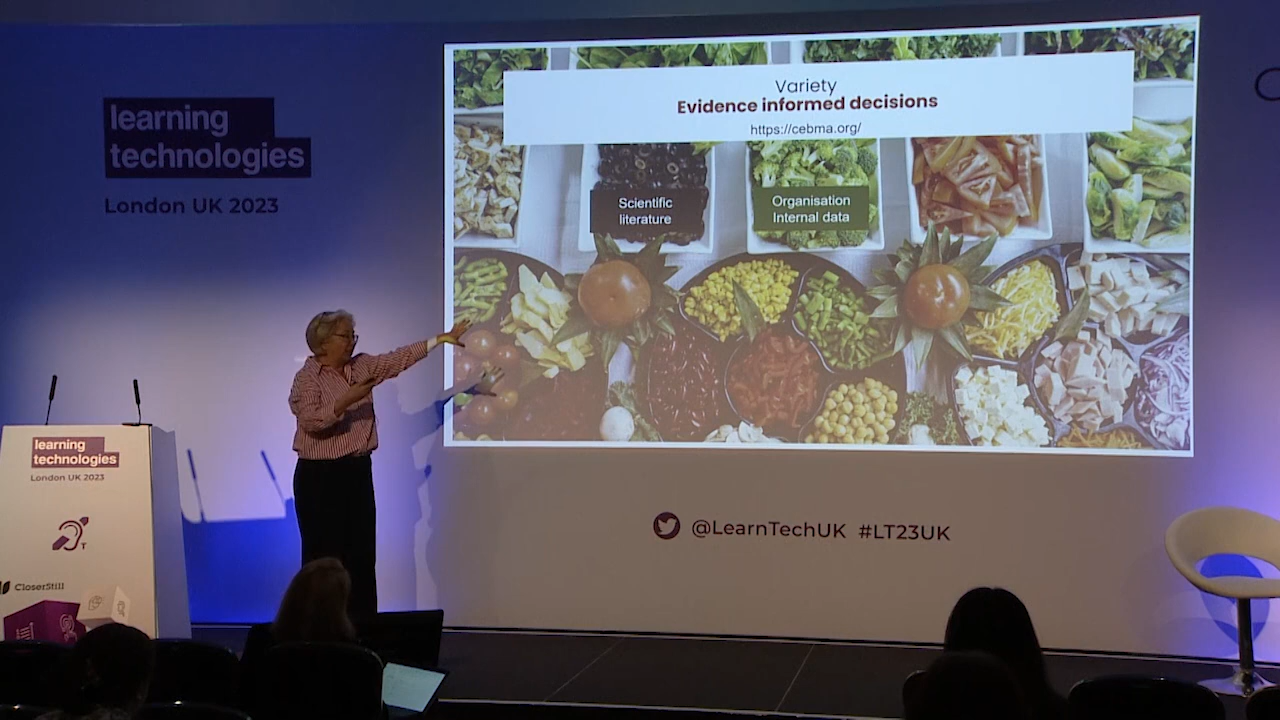 learning
technologies
London UK 2023
Variety
Evidence informed decisions
https://cebma.org/
Scientific
literature
Organisation
Internal data
learning
technologies
London UK 2023
T
CloserStill
@LearnTechUK #LT23UK